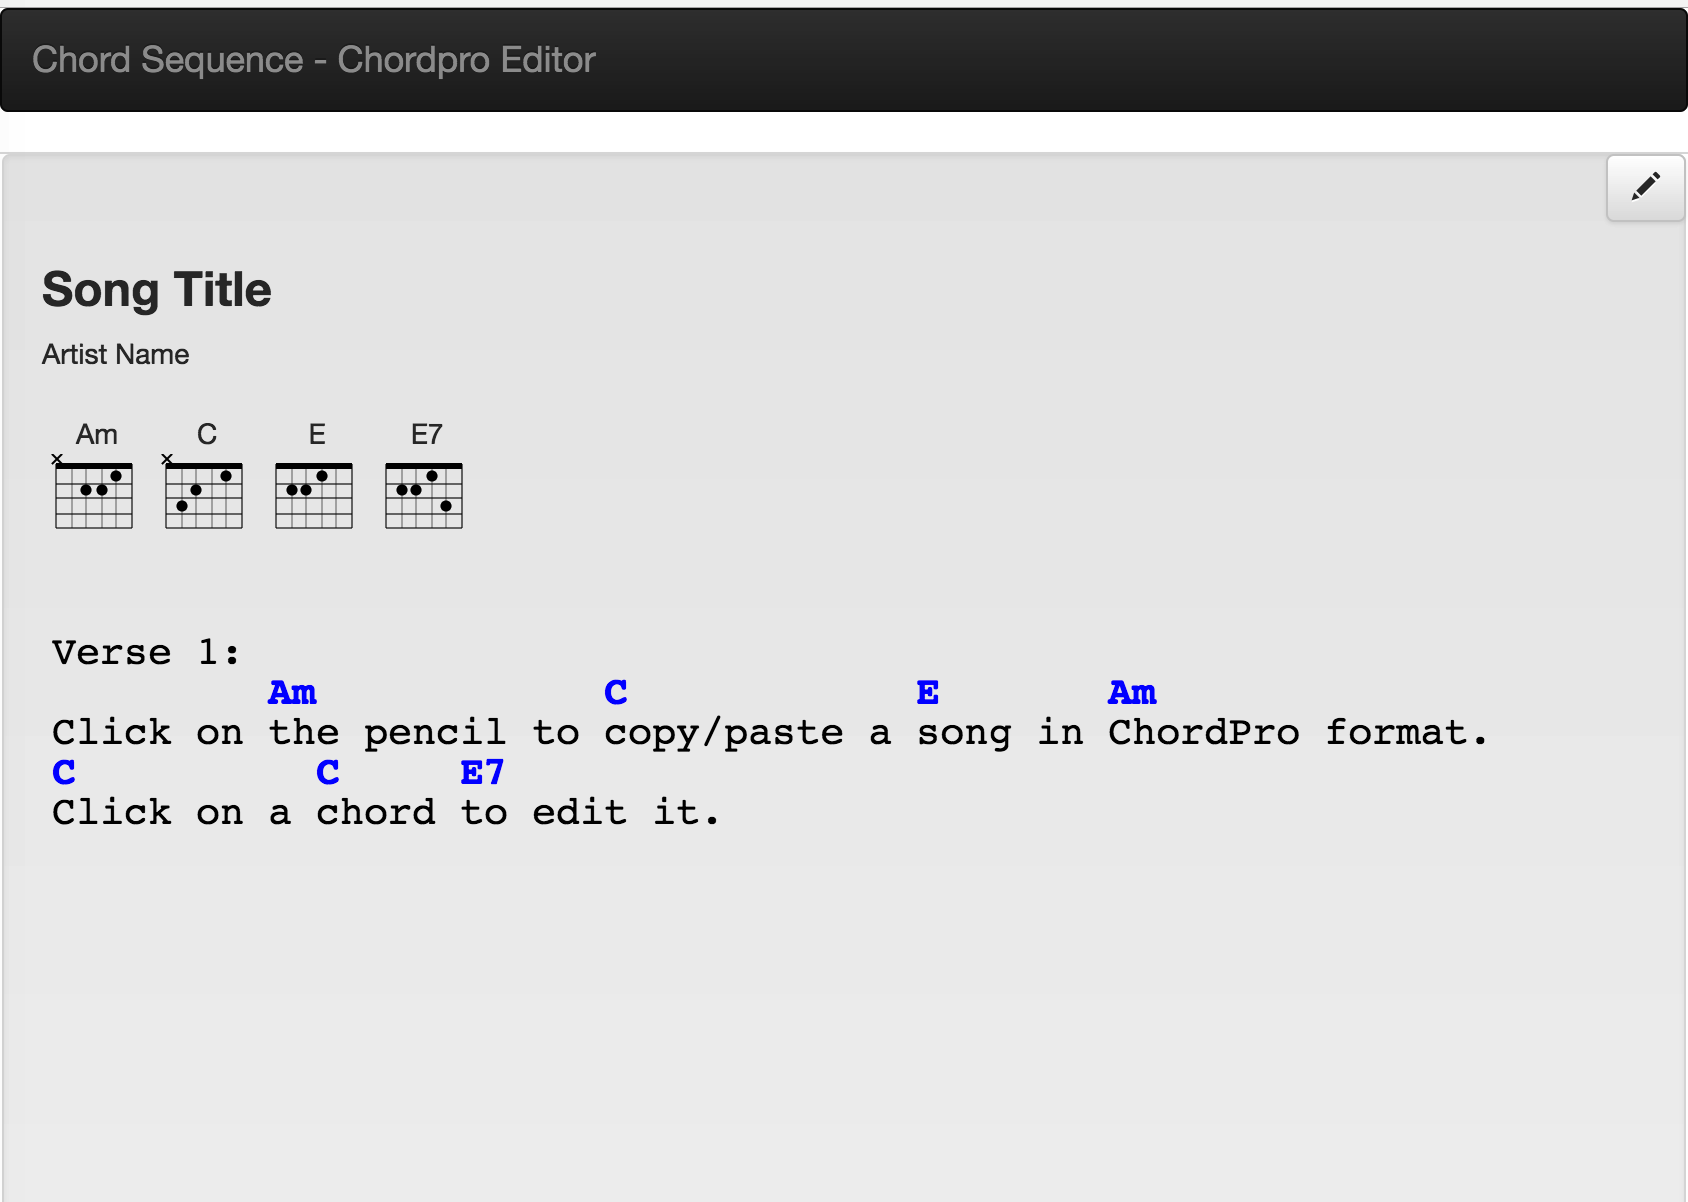 Chord Sequence - Chordpro Editor
Song Title
Artist Name
Am C E E7
x x
Verse 1:
Am C E Am
Click on the pencil to copy/paste a song in ChordPro format.
C C E7
Click on a chord to edit it.